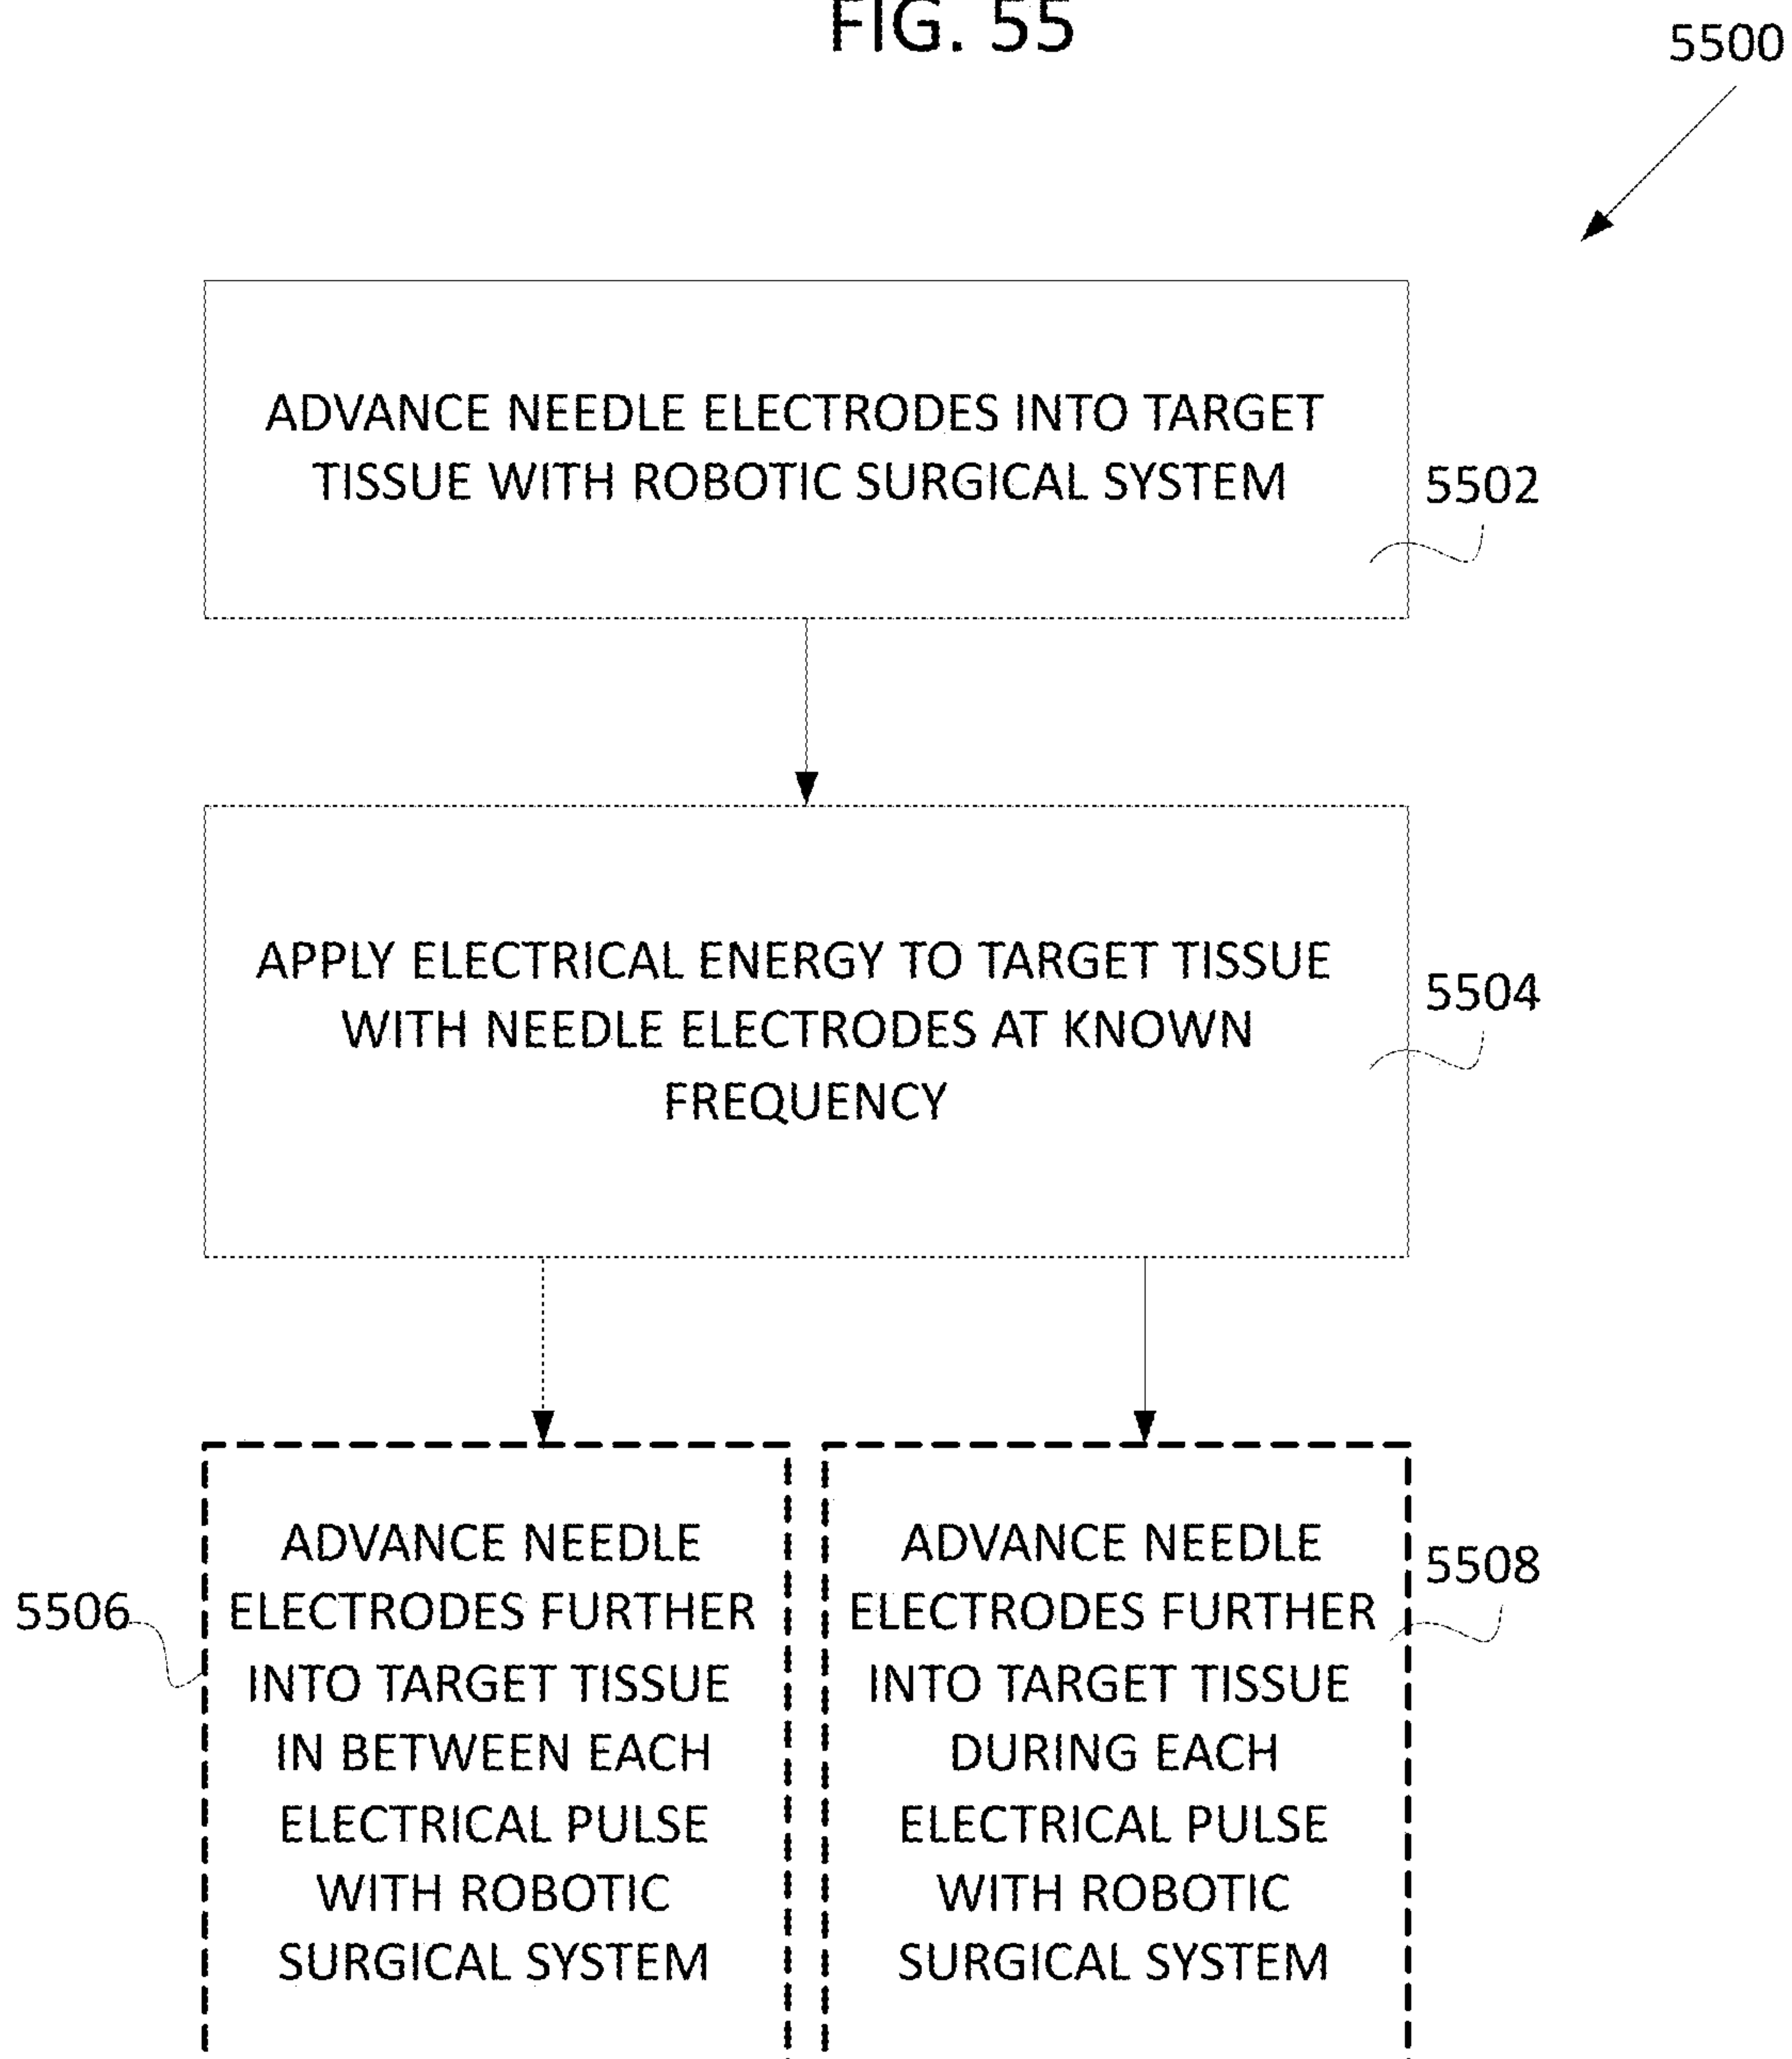 FIG. 55
5500
ADVANCE NEEDLE ELECTRODES INTO TARGET
TISSUE WITH ROBOTIC SURGICAL SYSTEM
5502
APPLY ELECTRICAL ENERGY TO TARGET TISSUE
WITH NEEDLE ELECTRODES AT KNOWN
FREQUENCY
5504
5506
ADVANCE NEEDLE
ELECTRODES FURTHER
INTO TARGET TISSUE
IN BETWEEN EACH
ELECTRICAL PULSE
WITH ROBOTIC
SURGICAL SYSTEM
ADVANCE NEEDLE
ELECTRODES FURTHER
INTO TARGET TISSUE
DURING EACH
ELECTRICAL PULSE
WITH ROBOTIC
SURGICAL SYSTEM
5508